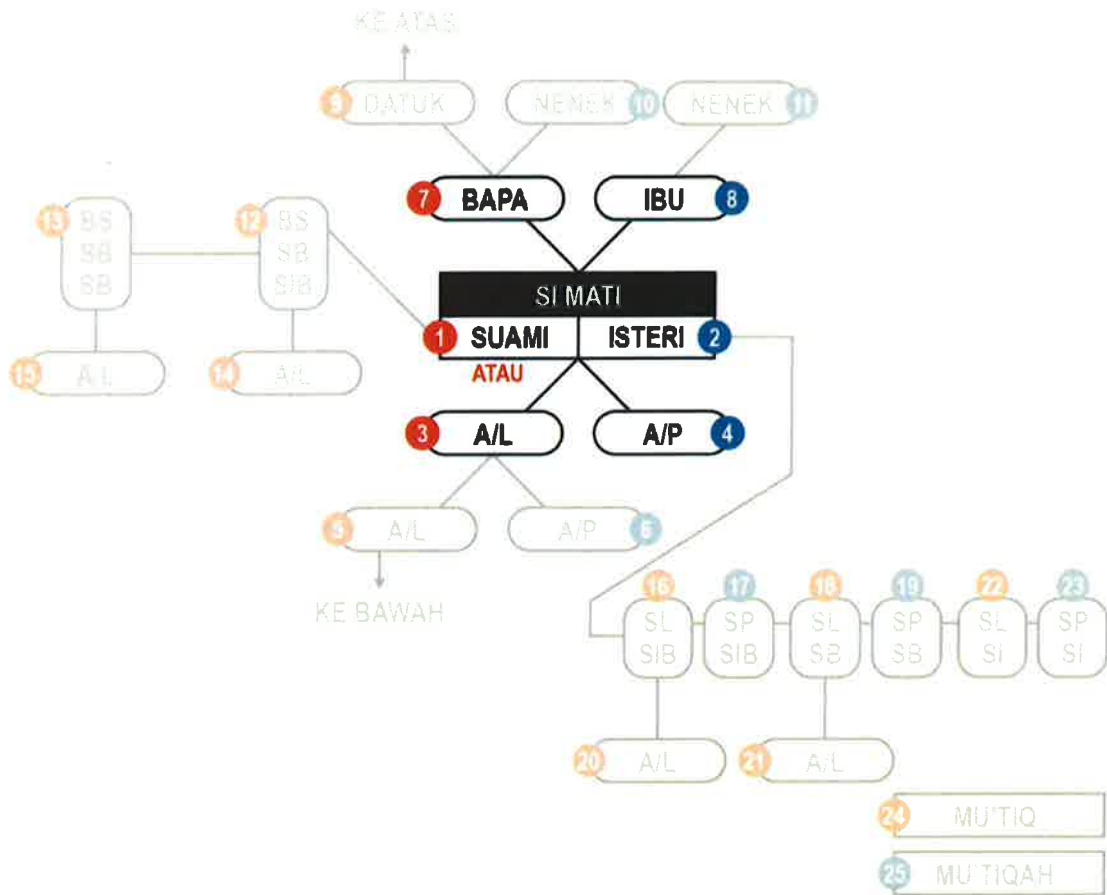 KE ATAS
9 DATUK
NENEK 10
NENEK 11
7 BAPA
IBU 8
13 BS
SB
SB
12 BS
SB
SIB
SI MATI
1 SUAMI
ISTERI 2
ATAU
15 A/L
14 A/L
3 A/L
A/P 4
5 A/L
A/P 6
KE BAWAH
16
SL
SIB
17
SP
SIB
18
SL
SB
19
SP
SB
22
SL
SI
23
SP
SI
20 A/L
21 A/L
24 MU'TIQ
25 MU'TIQAH